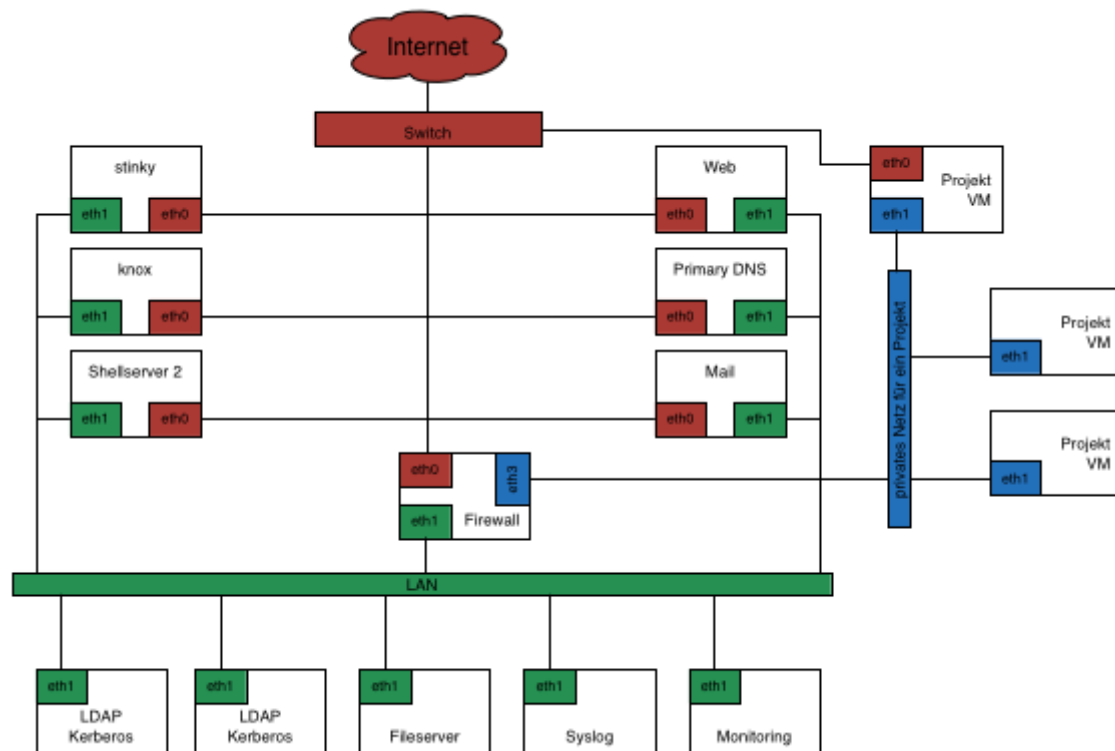 Internet
Switch
stinky
eth1
eth0
Web
eth0
eth1
eth0
Projekt
VM
eth1
knox
eth1
eth0
Primary DNS
eth0
eth1
privates Netz für ein Projekt
Projekt
VM
eth1
Shellserver 2
eth1
eth0
Mail
eth0
eth1
Projekt
VM
eth1
eth0
eth3
eth1
Firewall
LAN
eth1
LDAP
Kerberos
eth1
LDAP
Kerberos
eth1
Fileserver
eth1
Syslog
eth1
Monitoring